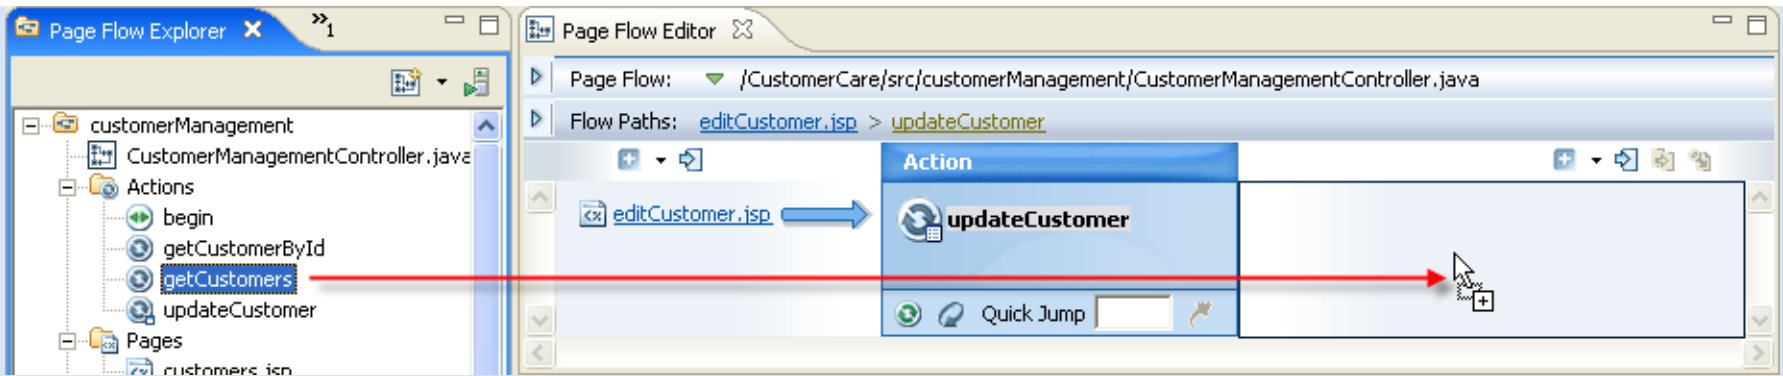 Page Flow Explorer
»1
customerManagement
CustomerManagementController.java
Actions
begin
getCustomerById
getCustomers
updateCustomer
Pages
customers.jsp
Page Flow Editor
Page Flow: /CustomerCare/src/customerManagement/CustomerManagementController.java
Flow Paths: editCustomer.jsp > updateCustomer
Action
editCustomer.jsp
updateCustomer
Quick Jump